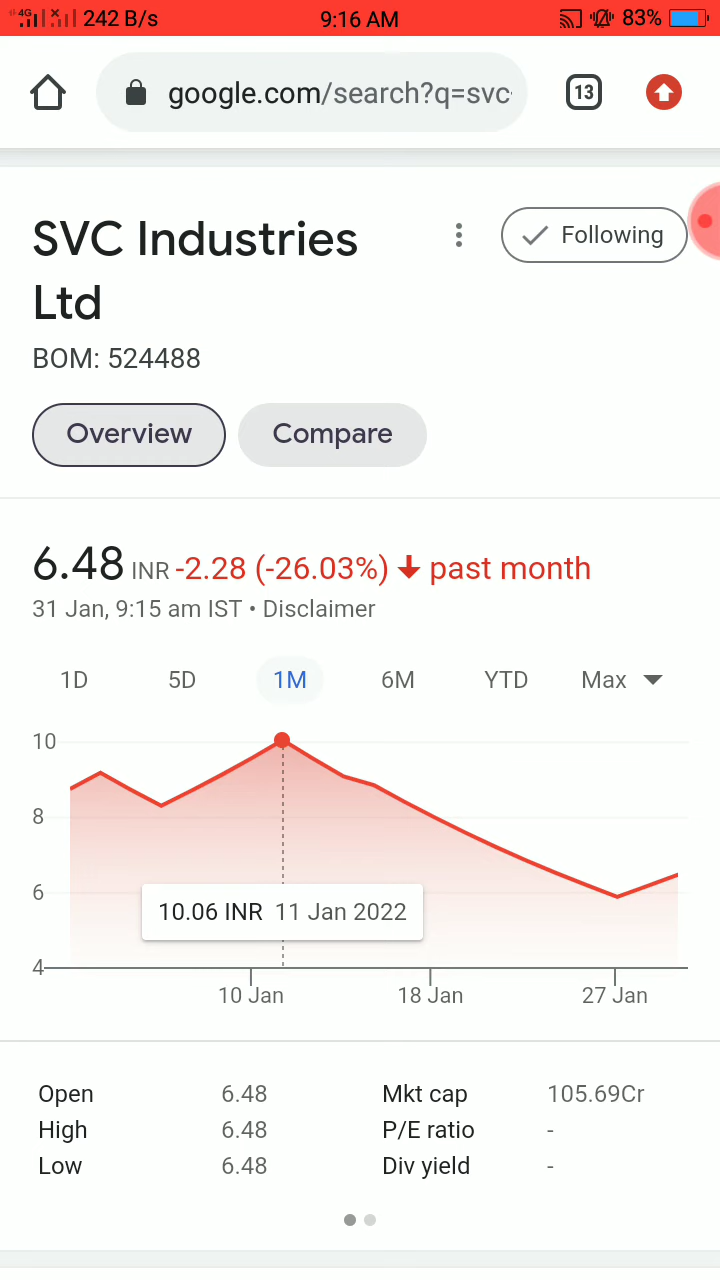 4G 242 B/s 9:16 AM 83%
google.com/search?q=svc 13
SVC Industries
Ltd
Following
BOM: 524488
Overview Compare
6.48 INR -2.28 (-26.03%) past month
31 Jan, 9:15 am IST • Disclaimer
1D 5D 1M 6M YTD Max
10
8
6
10.06 INR 11 Jan 2022
4
10 Jan 18 Jan 27 Jan
Open 6.48 Mkt cap 105.69Cr
High 6.48 P/E ratio -
Low 6.48 Div yield -